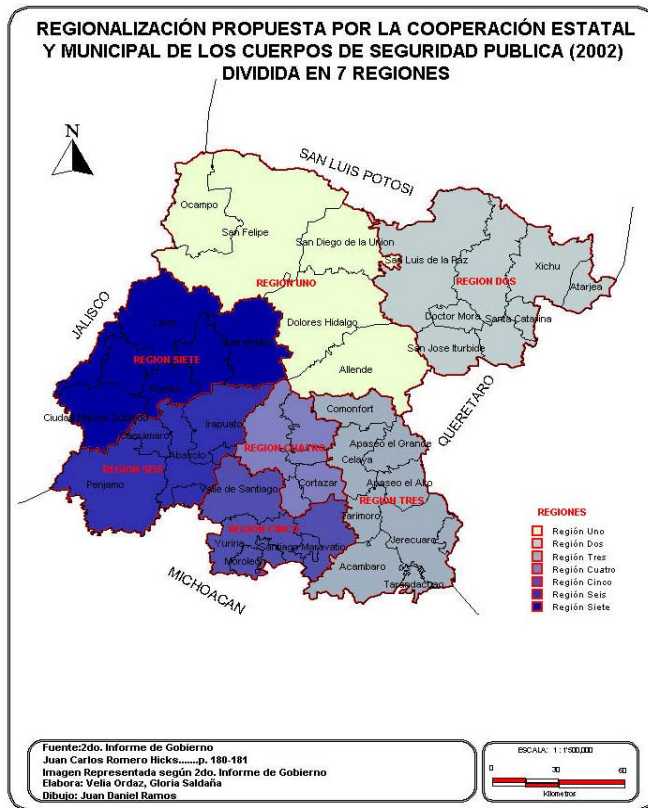 REGIONALIZACIÓN PROPUESTA POR LA COOPERACIÓN ESTATAL
Y MUNICIPAL DE LOS CUERPOS DE SEGURIDAD PUBLICA (2002)
DIVIDIDA EN 7 REGIONES
N
SAN LUIS POTOSI
Ocampo
San Felipe
San Diego de la Union
San Luis de la Paz
Xichu
REGION UNO
REGION DOS
Atarjea
JALISCO
Dolores Hidalgo
Doctor Mora
Santa Catarina
San Jose Iturbide
REGION SIETE
Allende
QUERETARO
Comonfort
Irapuato
Apaseo el Grande
REGION CUATRO
Celaya
Abasolo
REGION SEIS
Penjamo
Valle de Santiago
Cortazar
Apaseo el Alto
REGION TRES
Tarimoro
REGION CINCO
Jerecuaro
Yuriria
Santiago Maravatio
Moroleon
Acambaro
Tarandacuao
MICHOACAN
REGIONES
Región Uno
Región Dos
Región Tres
Región Cuatro
Región Cinco
Región Seis
Región Siete
Fuente:2do. Informe de Gobierno
Juan Carlos Romero Hicks.......p. 180-181
Imagen Representada según 2do. Informe de Gobierno
Elabora: Velia Ordaz, Gloria Saldaña
Dibujo: Juan Daniel Ramos
ESCALA: 1:1'500,000
0 30 60
Kilometros